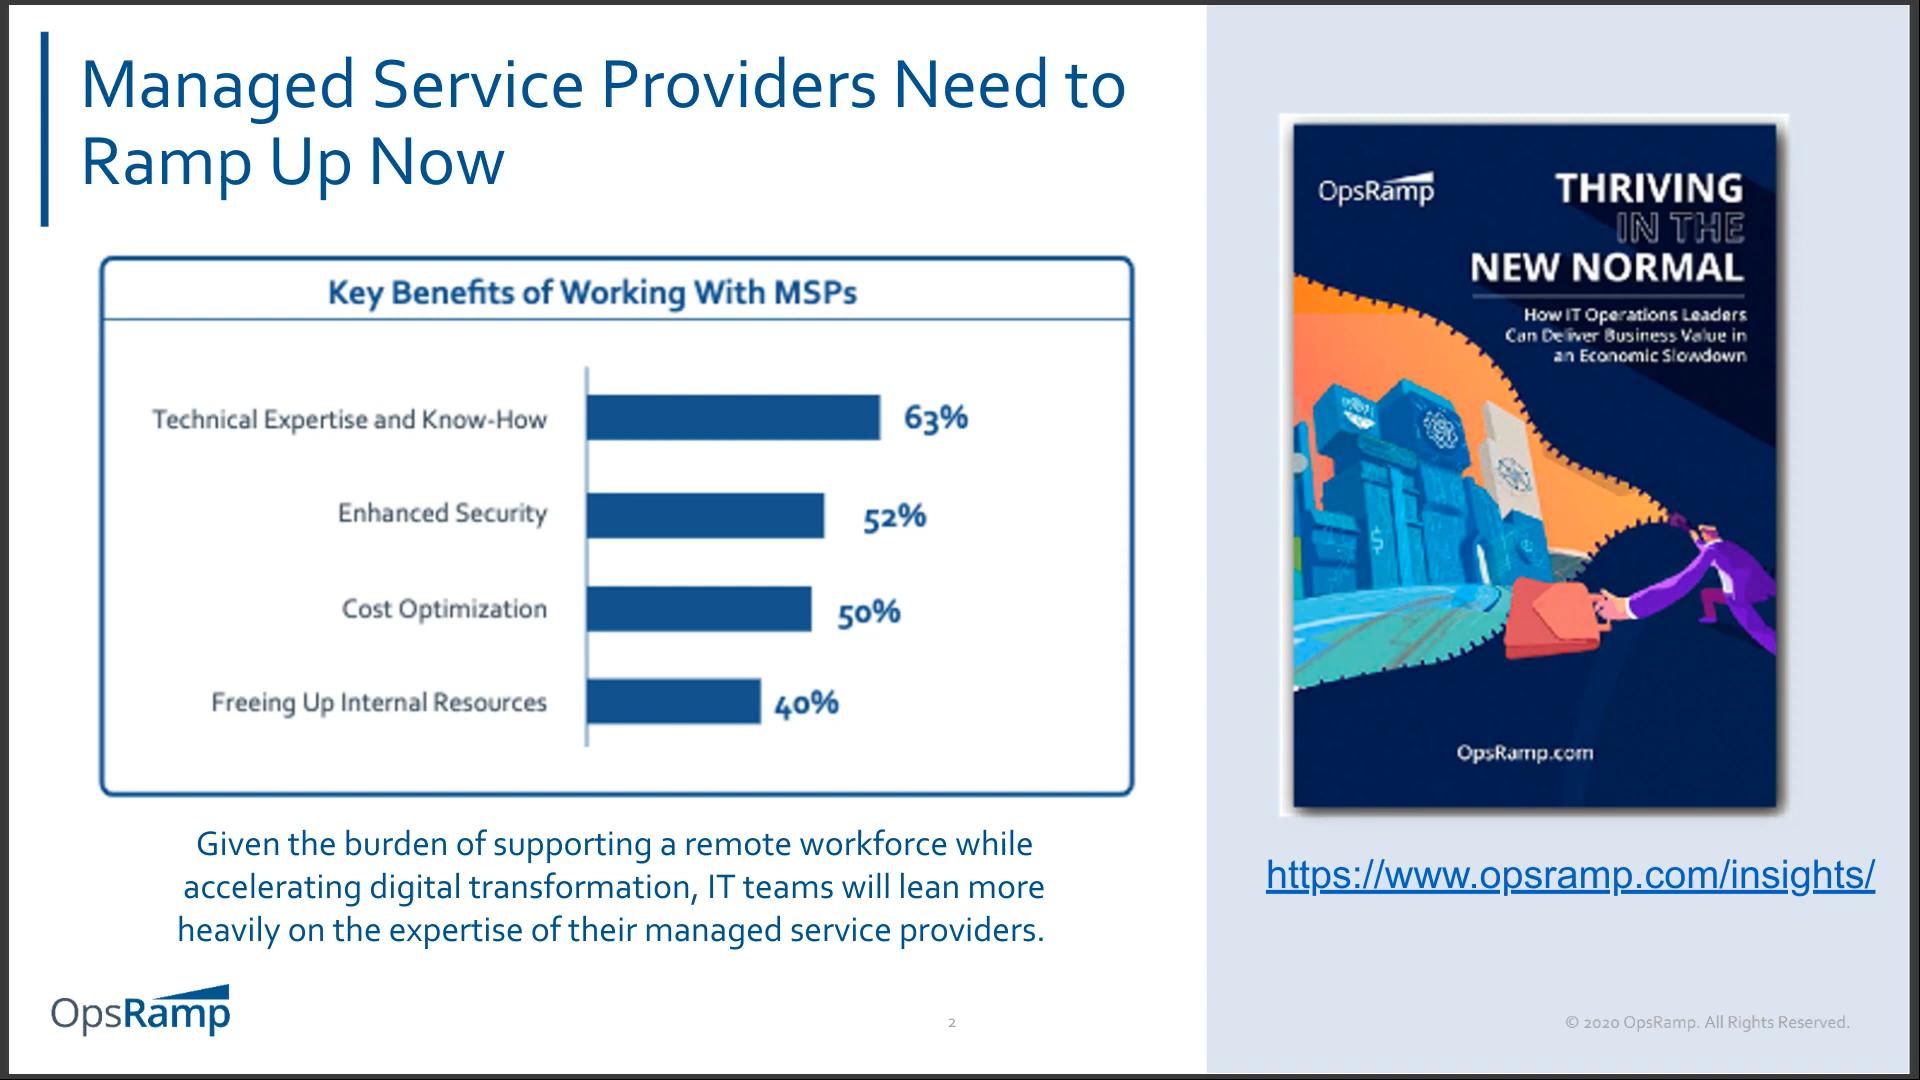 Managed Service Providers Need to
Ramp Up Now
Key Benefits of Working With MSPs
Technical Expertise and Know-How 63%
Enhanced Security 52%
Cost Optimization 50%
Freeing Up Internal Resources 40%
Given the burden of supporting a remote workforce while
accelerating digital transformation, IT teams will lean more
heavily on the expertise of their managed service providers.
OpsRamp
2
OpsRamp
THRIVING
IN THE
NEW NORMAL
How IT Operations Leaders
Can Deliver Business Value in
an Economic Slowdown
$
OpsRamp.com
https://www.opsramp.com/insights/
© 2020 OpsRamp. All Rights Reserved.